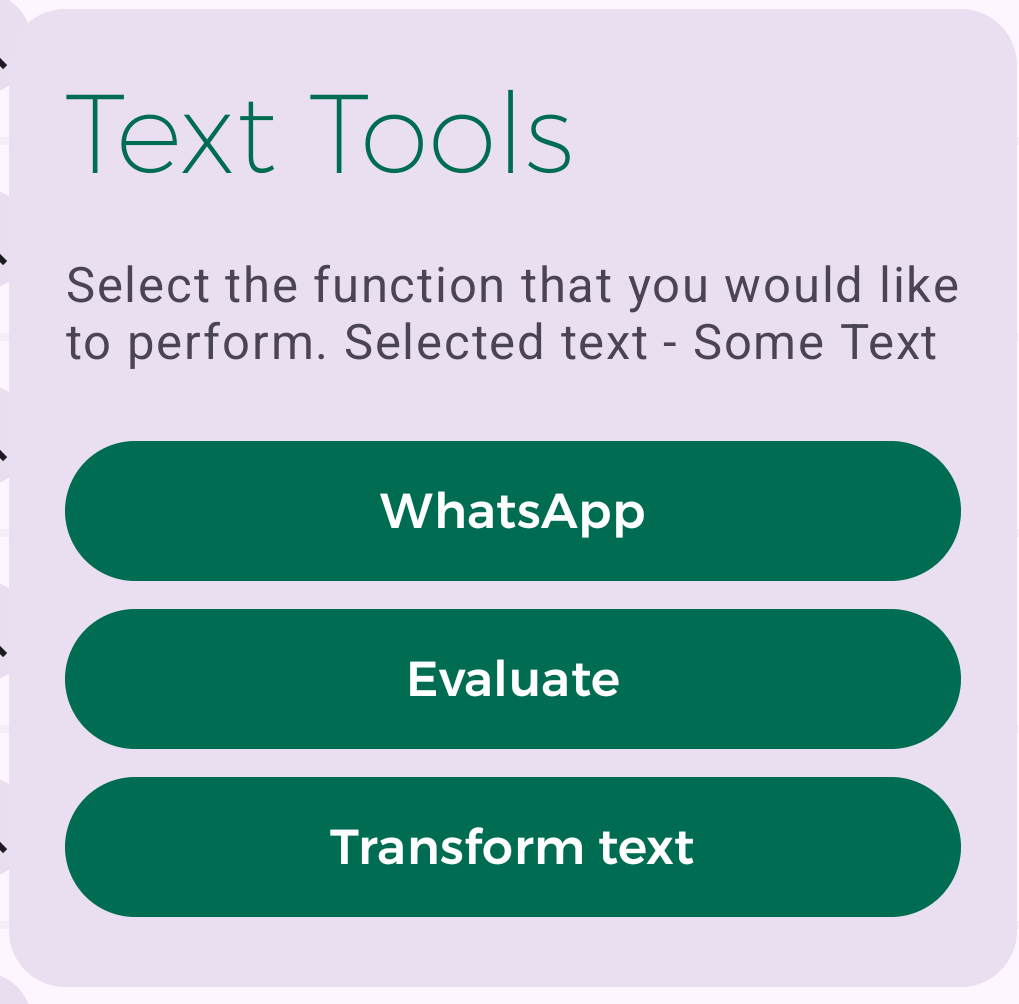 Text Tools
Select the function that you would like
to perform. Selected text - Some Text
WhatsApp
Evaluate
Transform text